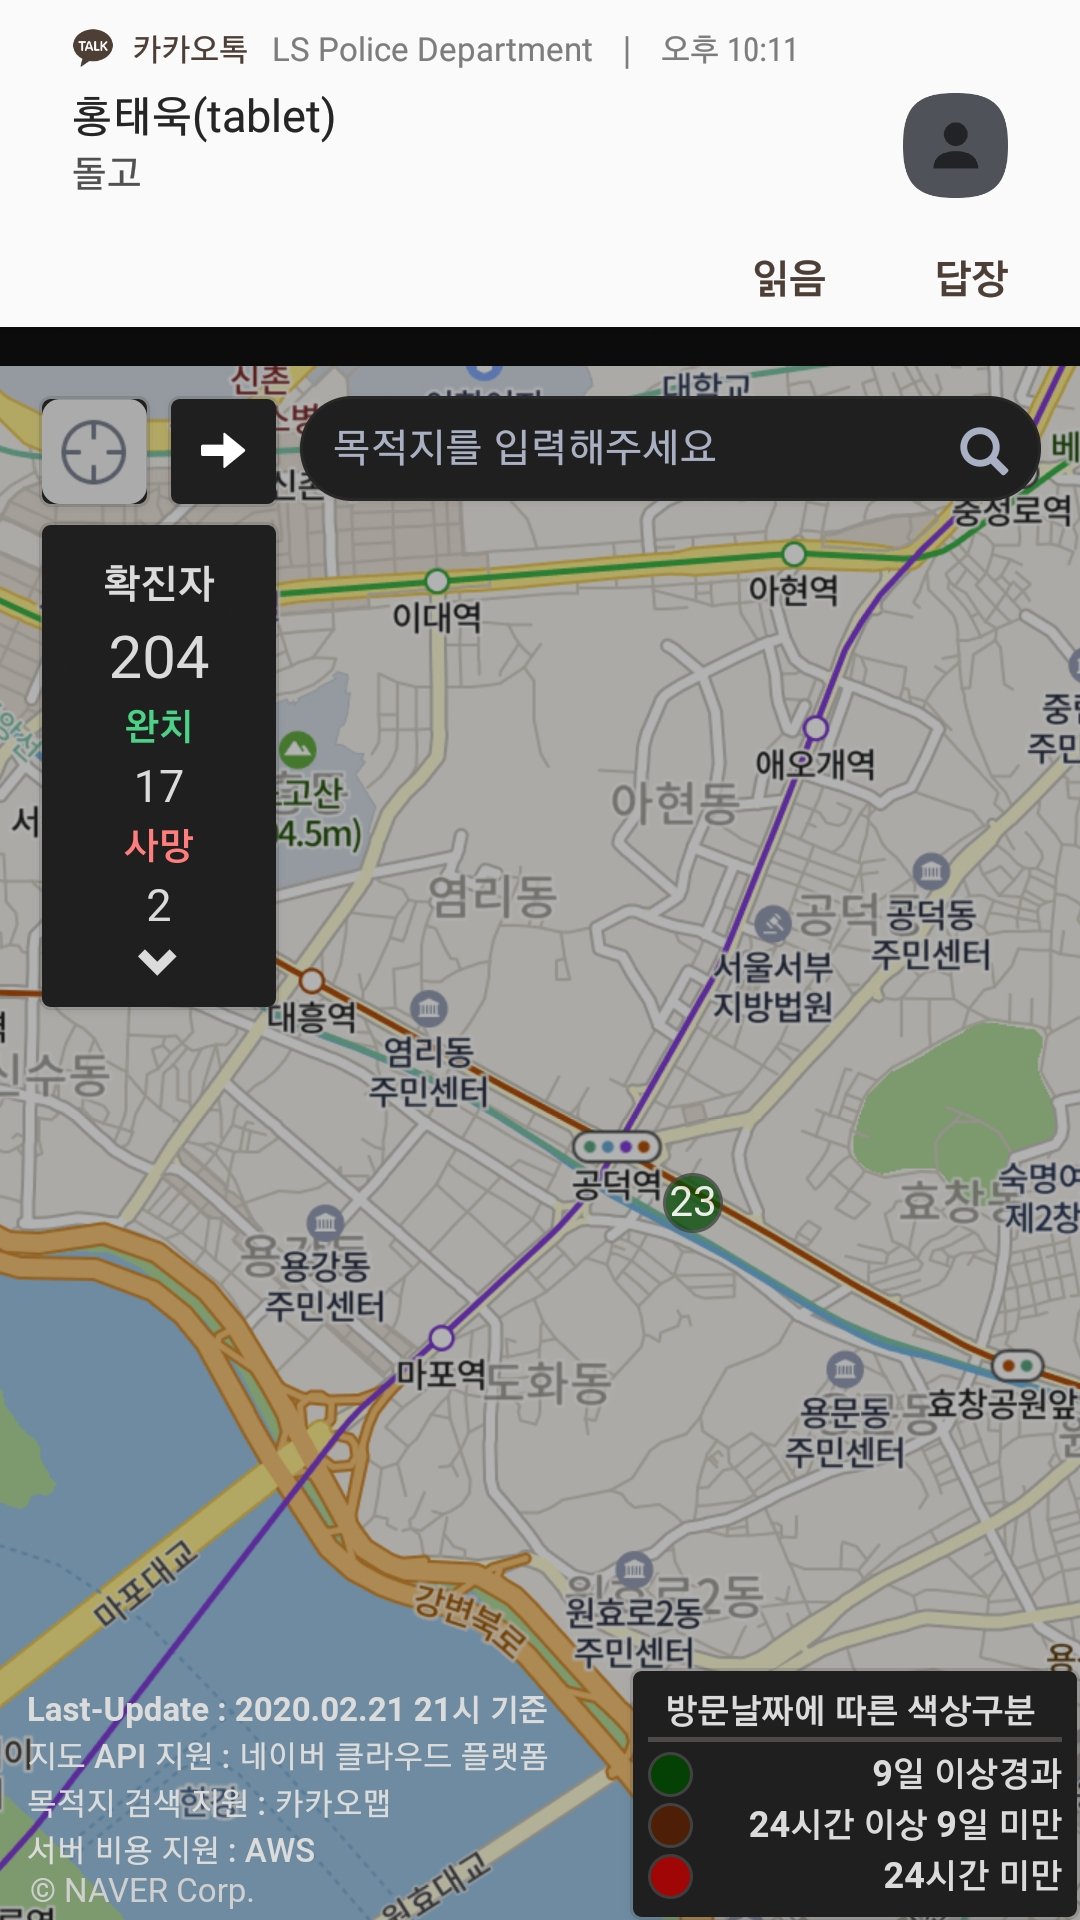 TALK 카카오톡 LS Police Department | 오후 10:11
홍태욱(tablet)
돌고
읽음 답장
신촌
대학교
목적지를 입력해주세요
신촌
충정로역
확진자
204
완치
17
사망
2
이대역
아현역
애오개역
아현동
4.5m)
염리동
공덕동
주민센터
서울서부
지방법원
대흥역
염리동
주민센터
신수동
공덕역
23
효창동
숙명여
제2창
용강동
용강동
주민센터
마포역
도화동
용문동
주민센터
효창공원앞
마포대교
강변북로
원효로2동
원효로2동
주민센터
Last-Update : 2020.02.21 21시 기준
지도 API 지원 : 네이버 클라우드 플랫폼
목적지 검색 지원 : 카카오맵
서버 비용 지원 : AWS
© NAVER Corp.
원효대교
방문날짜에 따른 색상구분
9일 이상경과
24시간 이상 9일 미만
24시간 미만